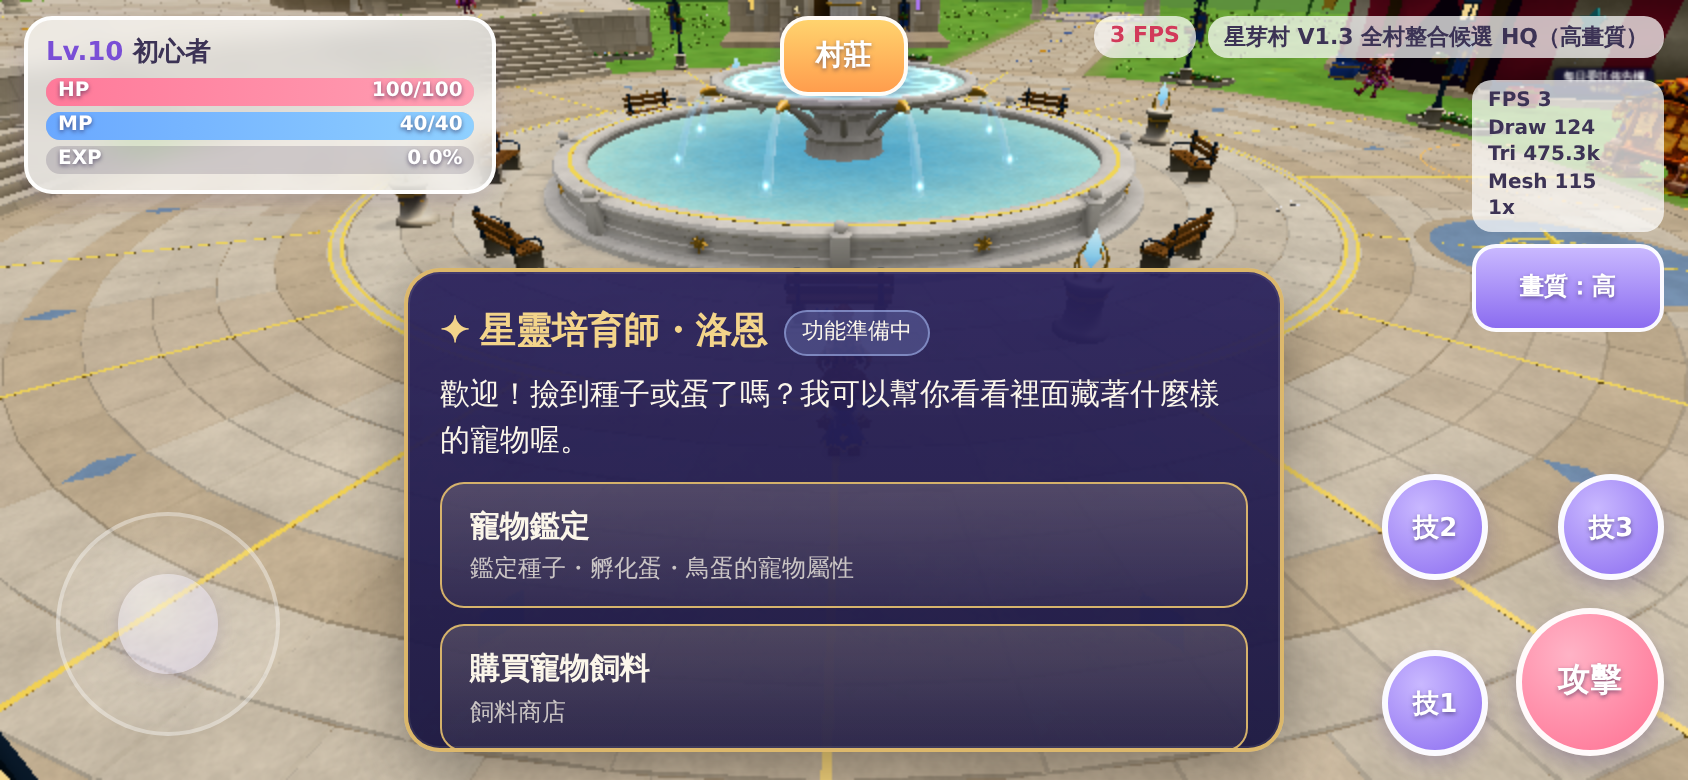 Lv.10 初心者
HP 100/100
MP 40/40
EXP 0.0%
村莊
3 FPS
星芽村 V1.3 全村整合候選 HQ（高畫質）
FPS 3
Draw 124
Tri 475.3k
Mesh 115
1x
畫質：高
✦ 星靈培育師・洛恩 功能準備中
歡迎！撿到種子或蛋了嗎？我可以幫你看看裡面藏著什麼樣
的寵物喔。
寵物鑑定
鑑定種子・孵化蛋・鳥蛋的寵物屬性
購買寵物飼料
飼料商店
技2
技3
技1
攻擊